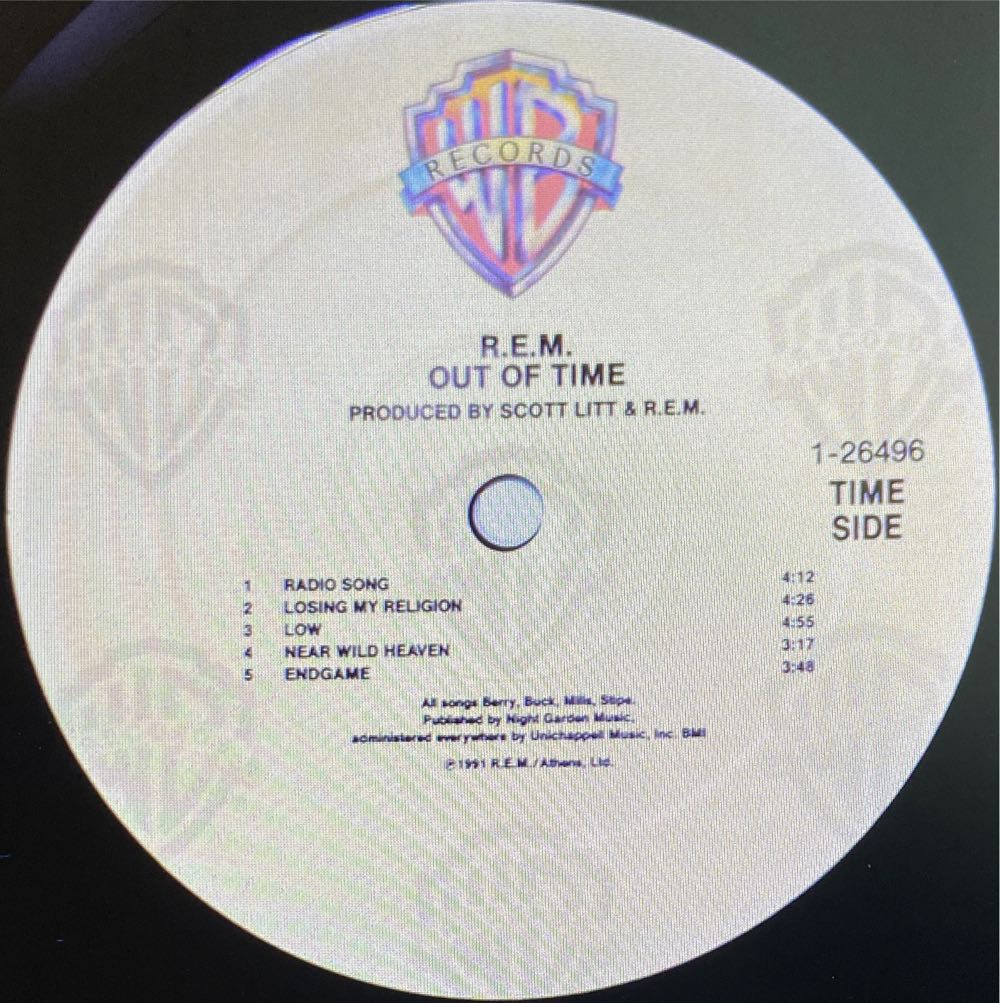 WB
RECORDS
R.E.M.
OUT OF TIME
PRODUCED BY SCOTT LITT & R.E.M.
1-26496
TIME
SIDE
1 RADIO SONG 4:12
2 LOSING MY RELIGION 4:26
3 LOW 4:55
4 NEAR WILD HEAVEN 3:17
5 ENDGAME 3:48
All songs Berry, Buck, Mills, Stipe.
Published by Night Garden Music,
administered everywhere by Unichappell Music, Inc. BMI
℗1991 R.E.M./Athens, Ltd.